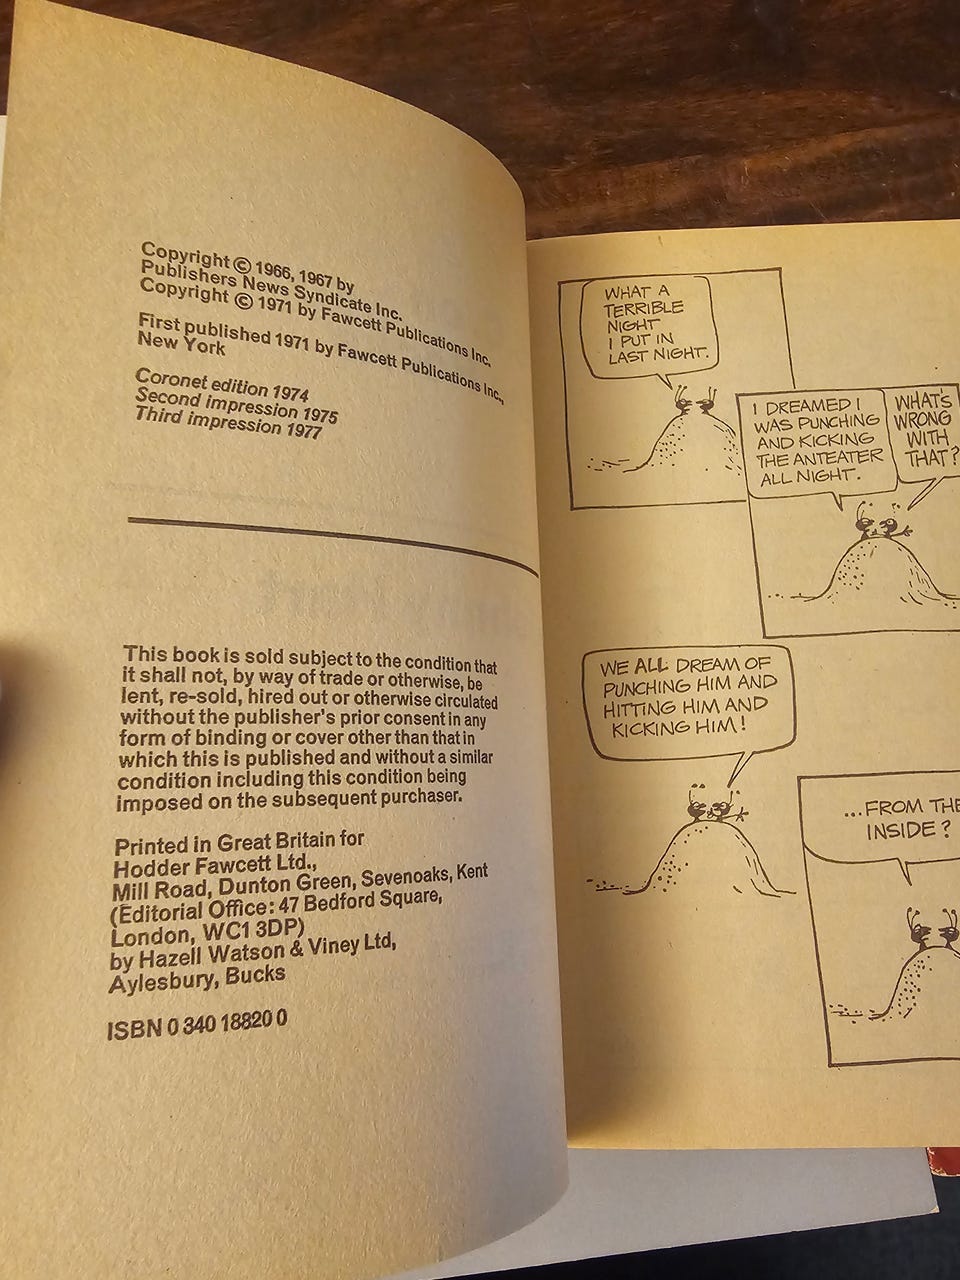 Copyright © 1966, 1967 by
Publishers News Syndicate Inc.
Copyright © 1971 by Fawcett Publications Inc.
First published 1971 by Fawcett Publications Inc.,
New York
Coronet edition 1974
Second impression 1975
Third impression 1977
This book is sold subject to the condition that
it shall not, by way of trade or otherwise, be
lent, re-sold, hired out or otherwise circulated
without the publisher's prior consent in any
form of binding or cover other than that in
which this is published and without a similar
condition including this condition being
imposed on the subsequent purchaser.
Printed in Great Britain for
Hodder Fawcett Ltd.,
Mill Road, Dunton Green, Sevenoaks, Kent
(Editorial Office: 47 Bedford Square,
London, WC1 3DP)
by Hazell Watson & Viney Ltd,
Aylesbury, Bucks
ISBN 0 340 18820 0
WHAT A
TERRIBLE
NIGHT
I PUT IN
LAST NIGHT.
I DREAMED I
WAS PUNCHING
AND KICKING
THE ANTEATER
ALL NIGHT.
WHAT'S
WRONG
WITH
THAT?
WE ALL DREAM OF
PUNCHING HIM AND
HITTING HIM AND
KICKING HIM!
...FROM THE
INSIDE?